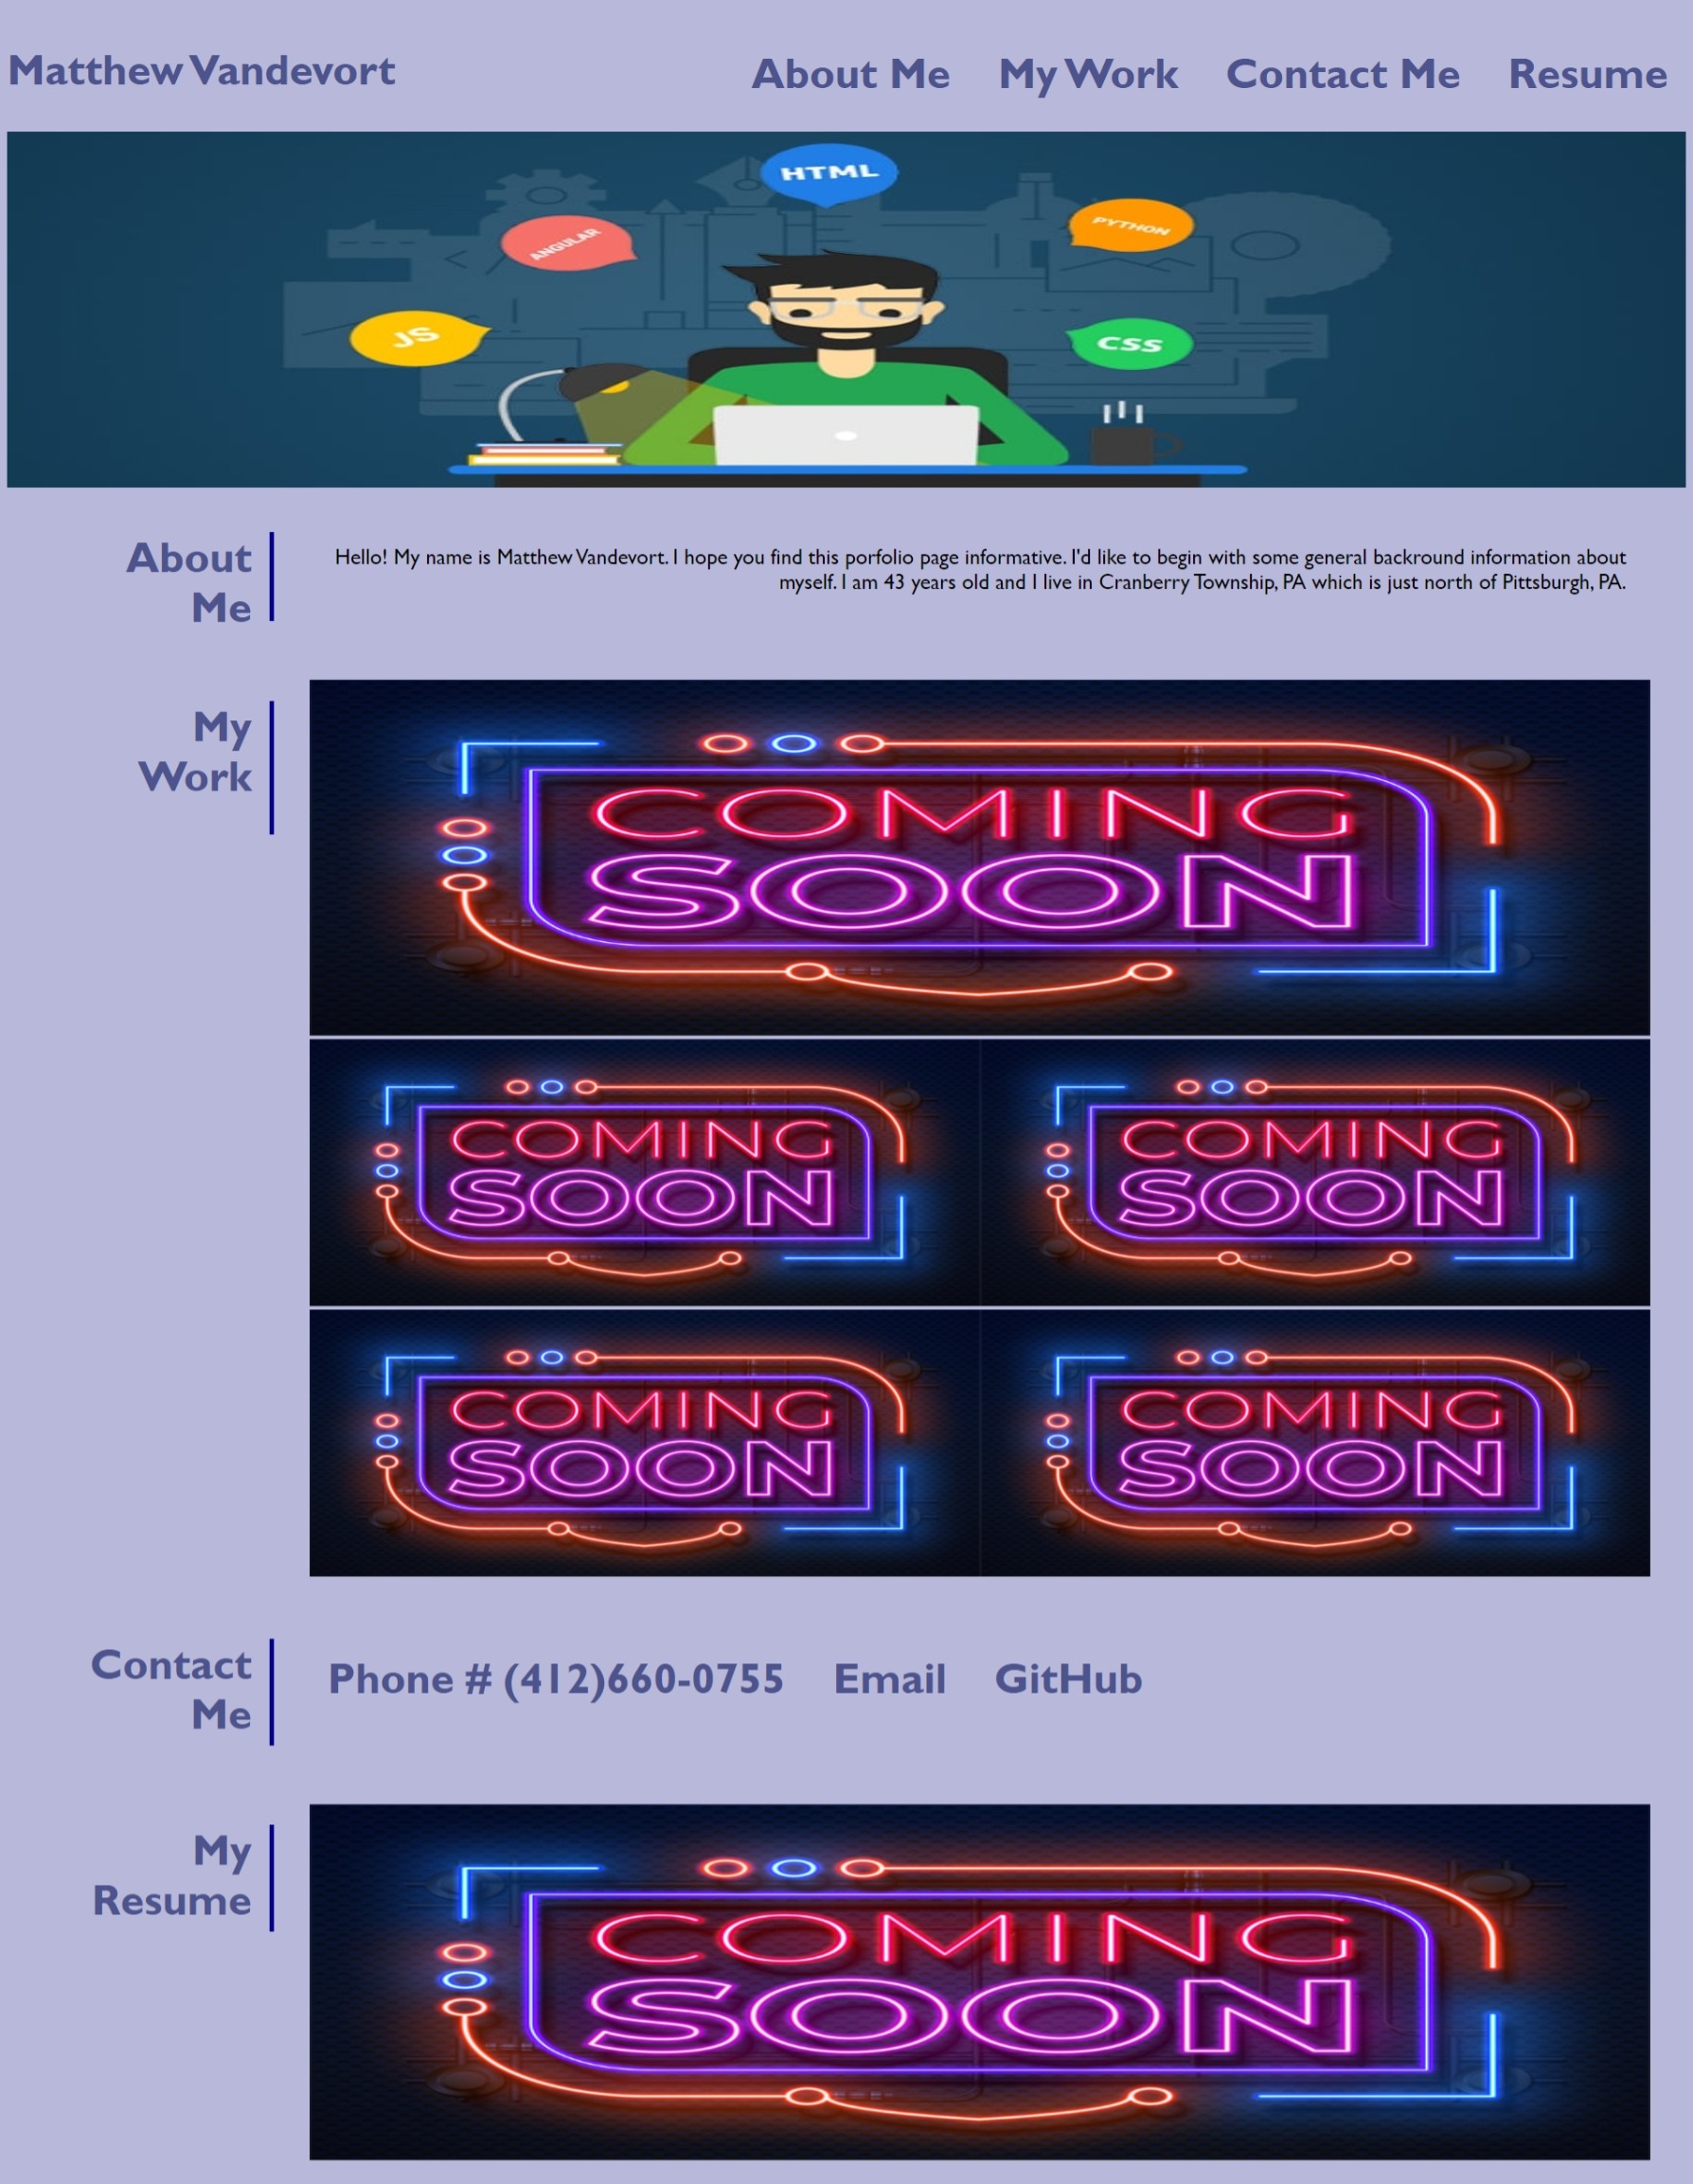 Matthew Vandevort
About Me My Work Contact Me Resume
HTML
ANGULAR
PYTHON
JS
CSS
About
Me
Hello! My name is Matthew Vandevort. I hope you find this porfolio page informative. I'd like to begin with some general backround information about
myself. I am 43 years old and I live in Cranberry Township, PA which is just north of Pittsburgh, PA.
My
Work
COMING
SOON
COMING
SOON
COMING
SOON
COMING
SOON
COMING
SOON
Contact
Me
Phone # (412)660-0755 Email GitHub
My
Resume
COMING
SOON